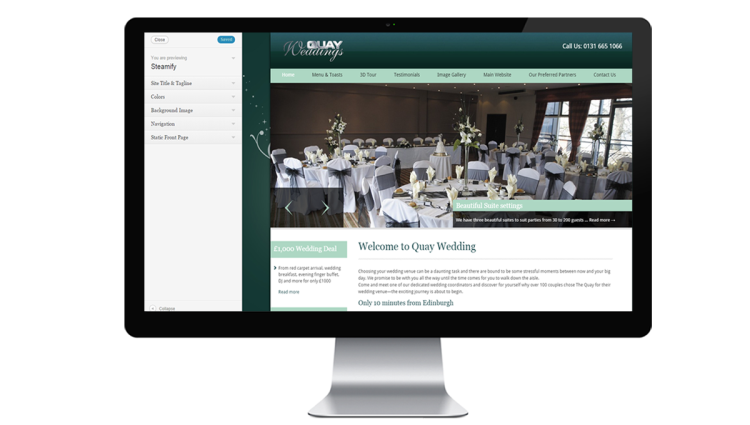 Close
Saved
You are previewing
Steamify
Site Title & Tagline
Colors
Background Image
Navigation
Static Front Page
Collapse
QUAY
Weddings
Call Us: 0131 665 1066
Home Menu & Toasts 3D Tour Testimonials Image Gallery Main Website Our Preferred Partners Contact Us
Beautiful Suite settings
We have three beautiful suites to suit parties from 30 to 200 guests ... Read more →
£1,000 Wedding Deal
From red carpet arrival, wedding
breakfast, evening finger buffet,
DJ and more for only £1000
Read more
Welcome to Quay Wedding
Choosing your wedding venue can be a daunting task and there are bound to be some stressful moments between now and your big
day. We promise to be with you all the way until the time comes for you to walk down the aisle.
Come and meet one of our dedicated wedding coordinators and discover for yourself why over 100 couples chose The Quay for their
wedding venue—the exciting journey is about to begin.
Only 10 minutes from Edinburgh